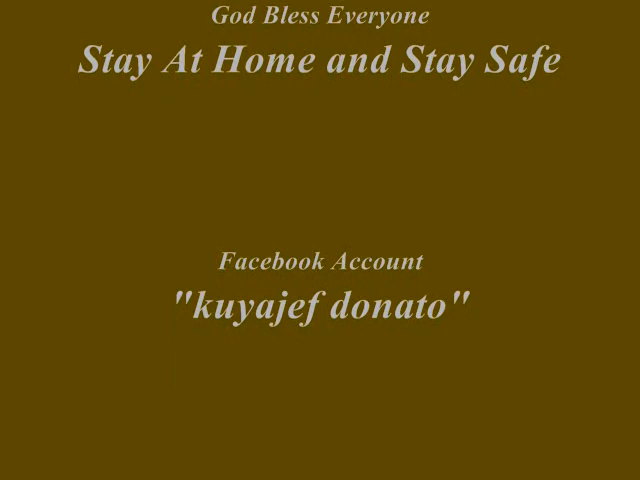 God Bless Everyone
Stay At Home and Stay Safe
Facebook Account
"kuyajef donato"